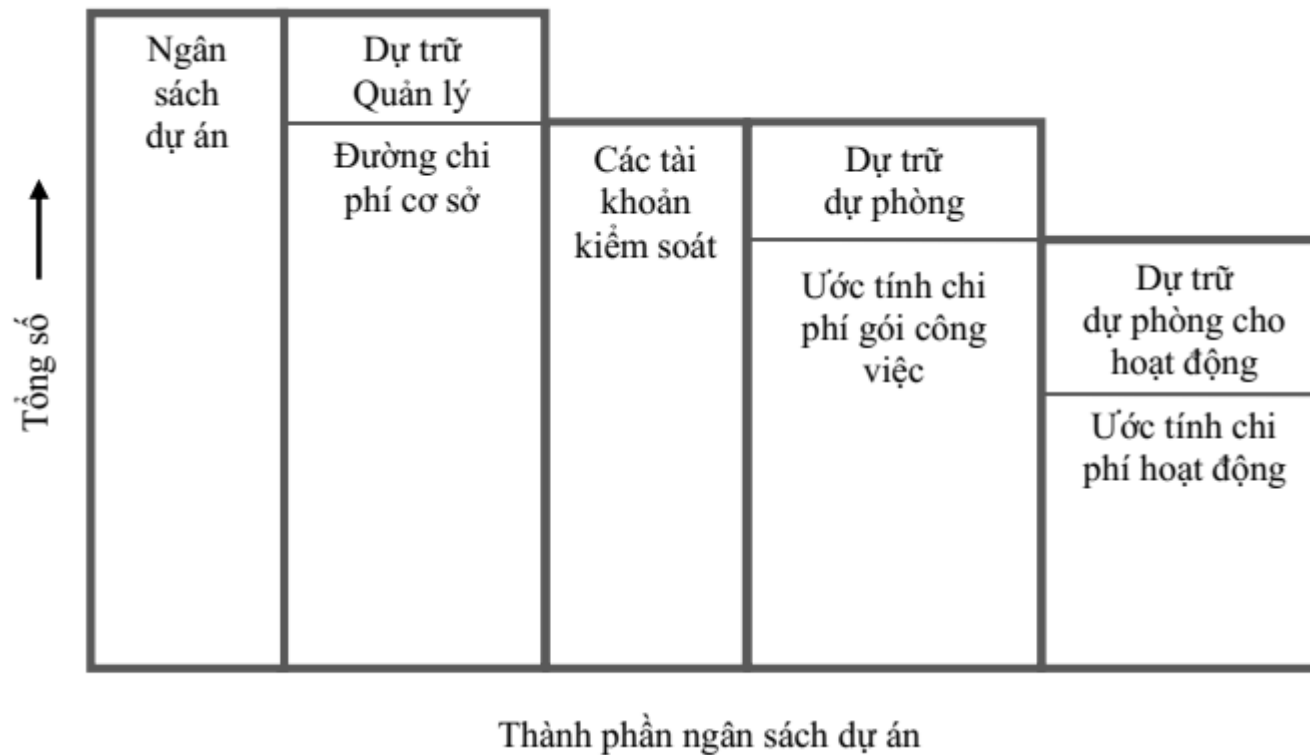 Ngân
sách
dự án
Dự trữ
Quản lý
Đường chi
phí cơ sở
Các tài
khoản
kiểm soát
Dự trữ
dự phòng
Ước tính chi
phí gói công
việc
Dự trữ
dự phòng cho
hoạt động
Ước tính chi
phí hoạt động
Tổng số
Thành phần ngân sách dự án